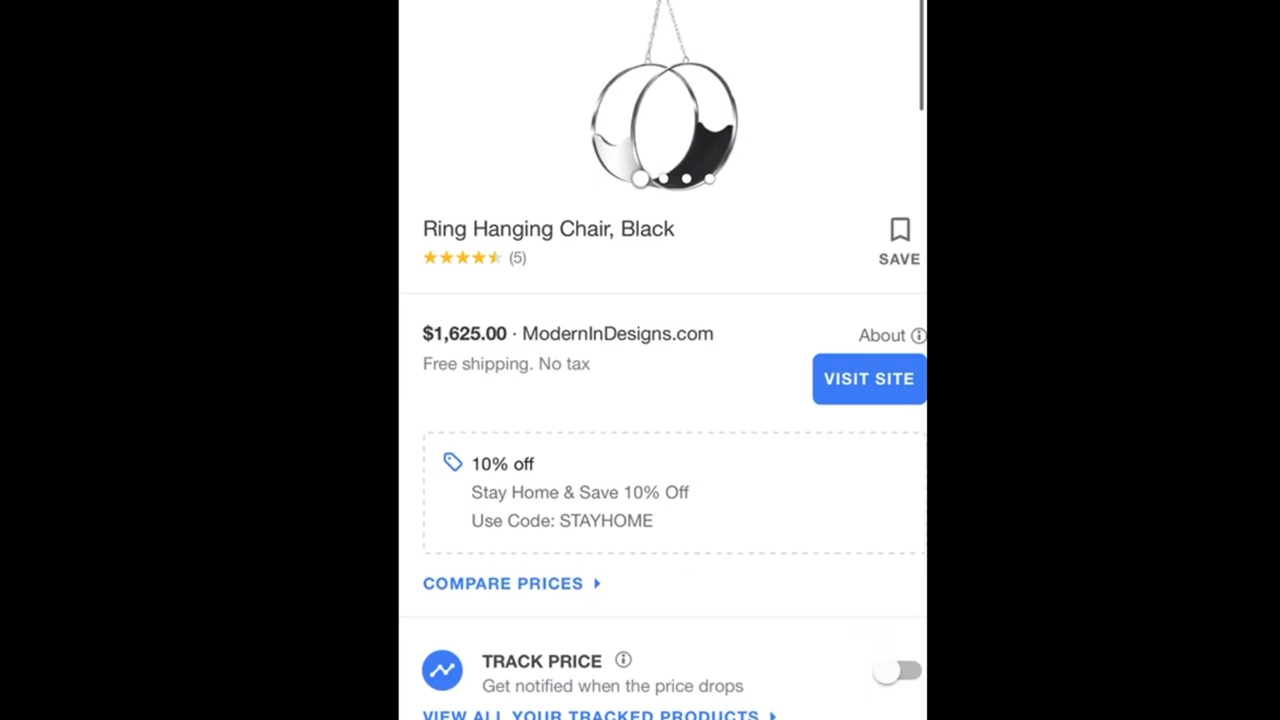 Ring Hanging Chair, Black
(5)
SAVE
$1,625.00 · ModernInDesigns.com
About
Free shipping. No tax
VISIT SITE
10% off
Stay Home & Save 10% Off
Use Code: STAYHOME
COMPARE PRICES
TRACK PRICE
Get notified when the price drops
VIEW ALL YOUR TRACKED PRODUCTS